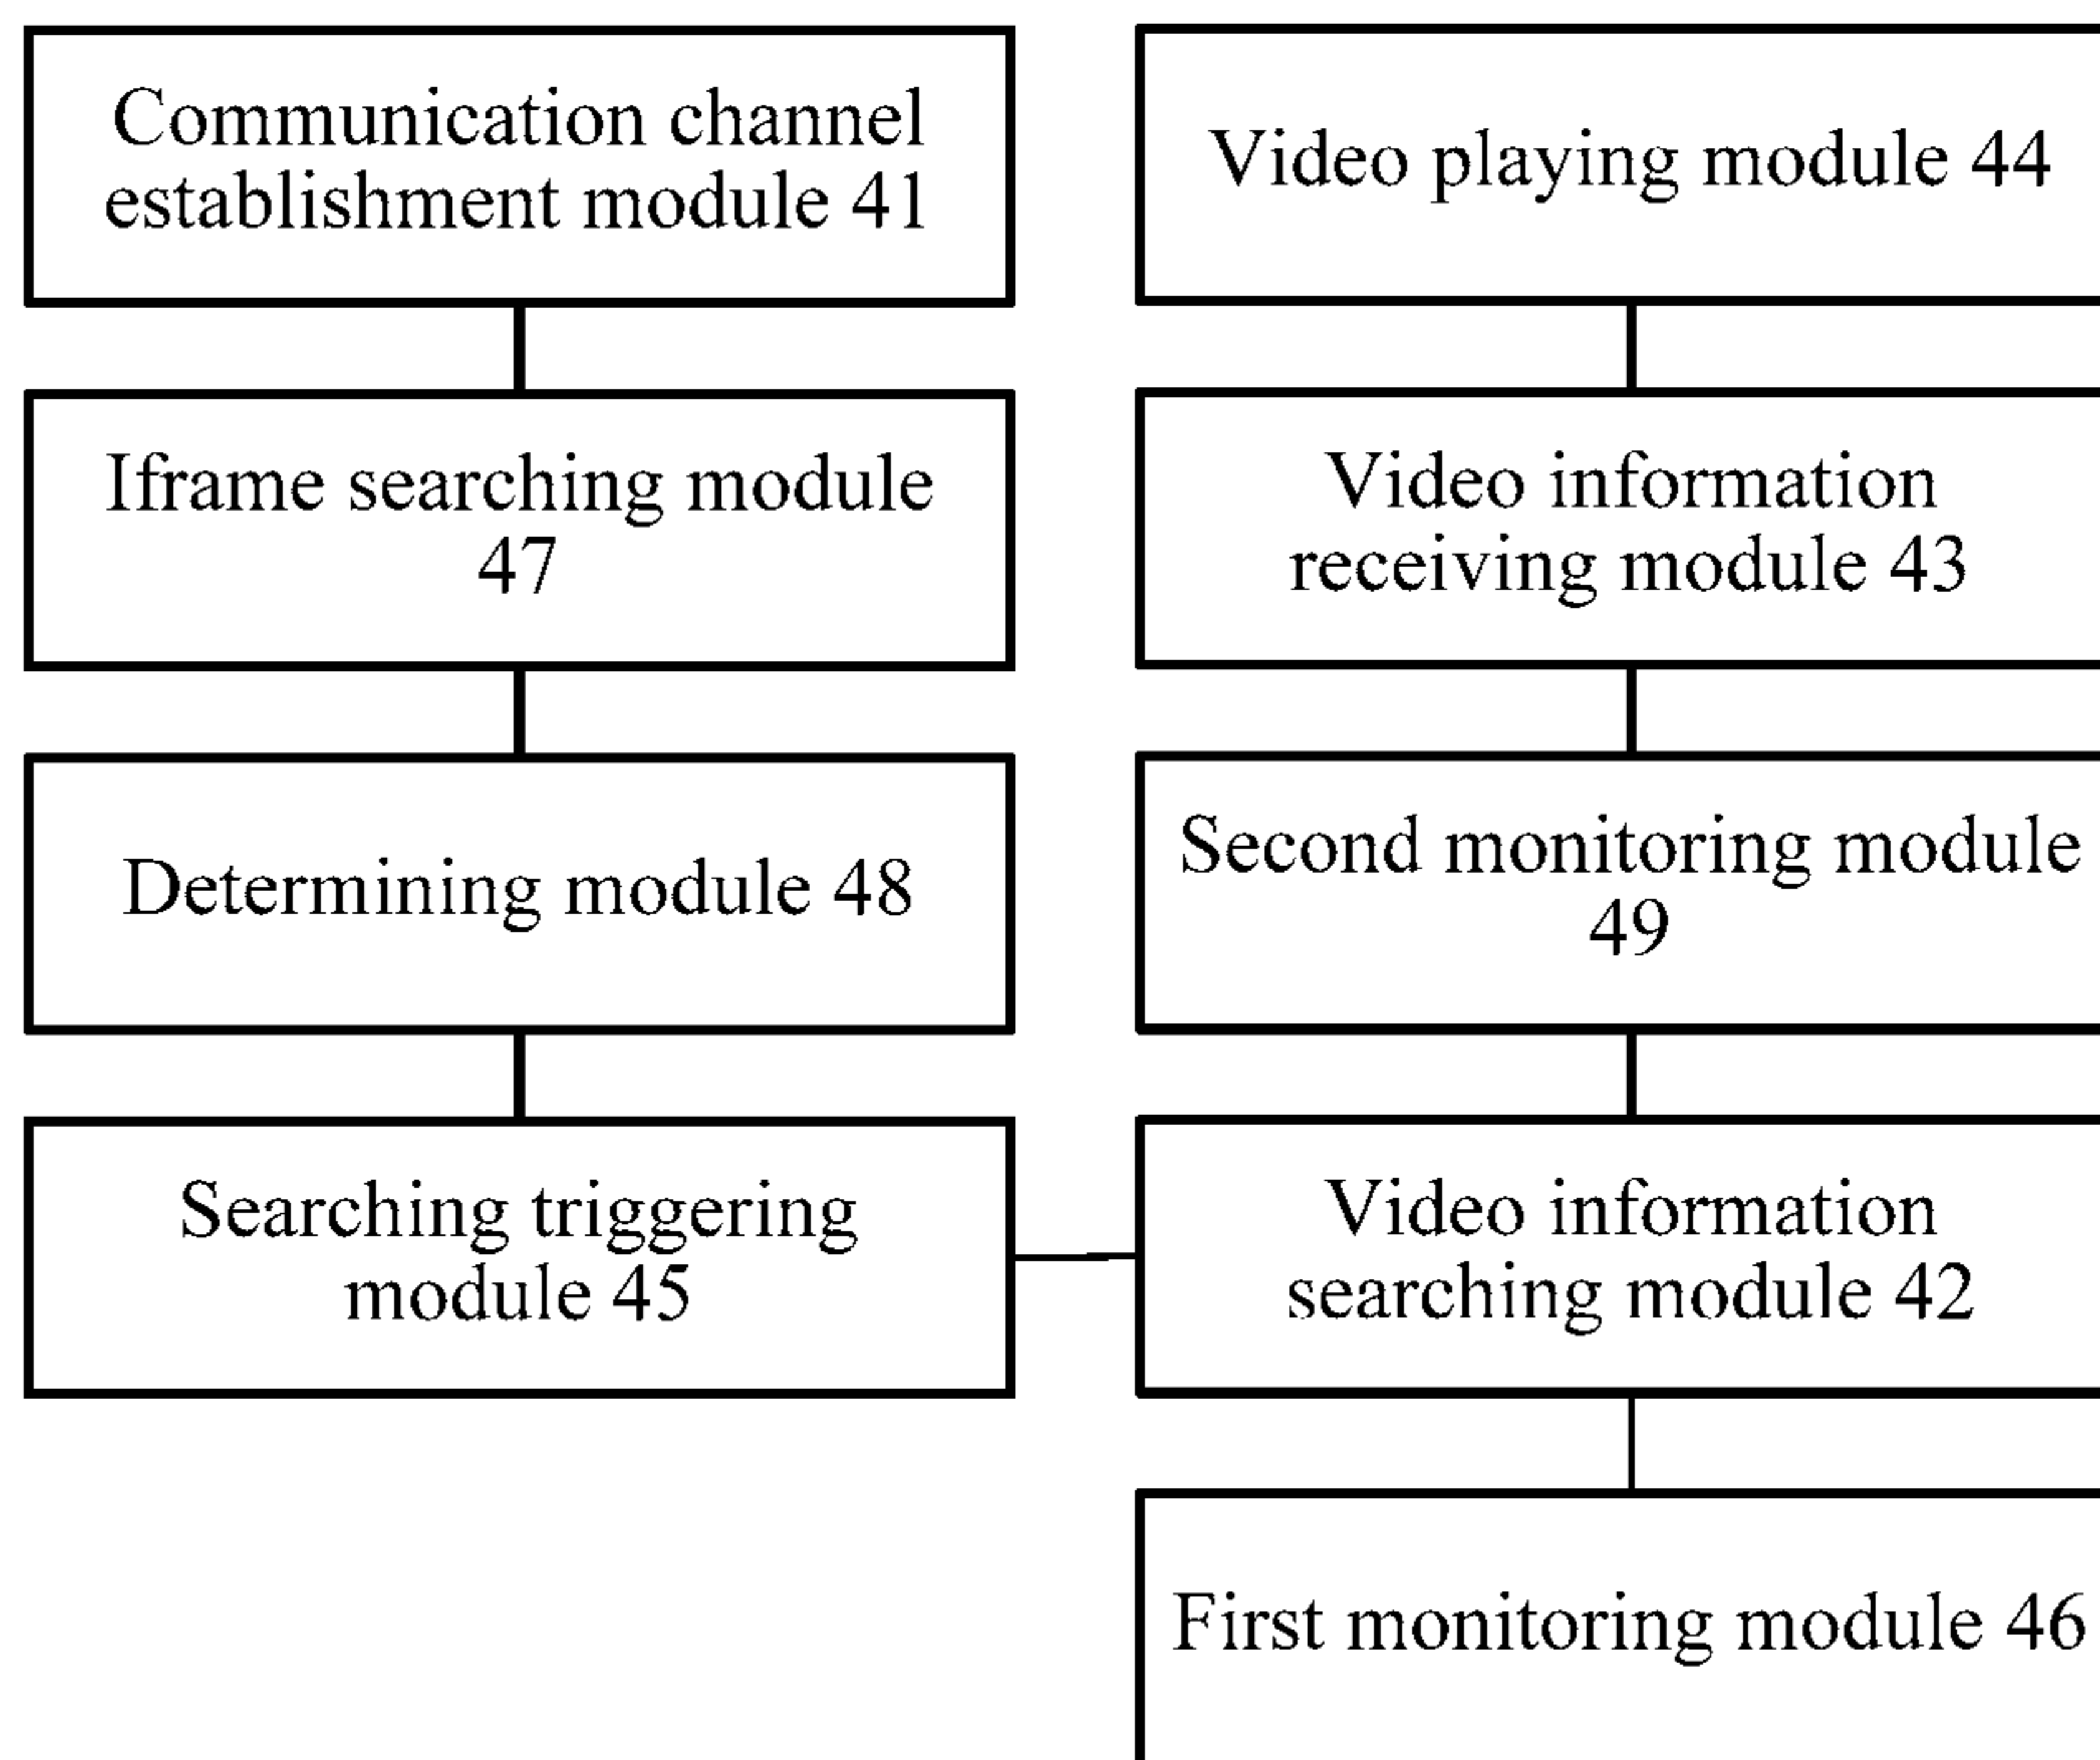 Communication channel
establishment module 41
Iframe searching module
47
Determining module 48
Searching triggering
module 45
Video playing module 44
Video information
receiving module 43
Second monitoring module
49
Video information
searching module 42
First monitoring module 46